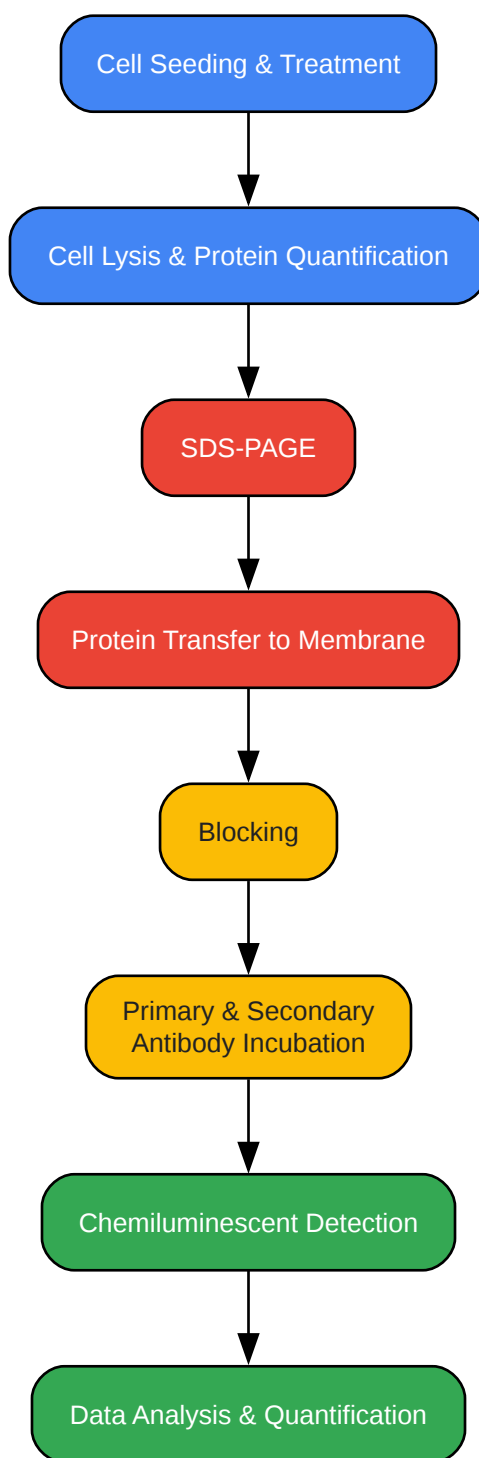 Cell Seeding & Treatment
Cell Lysis & Protein Quantification
SDS-PAGE
Protein Transfer to Membrane
Blocking
Primary & Secondary
Antibody Incubation
Chemiluminescent Detection
Data Analysis & Quantification